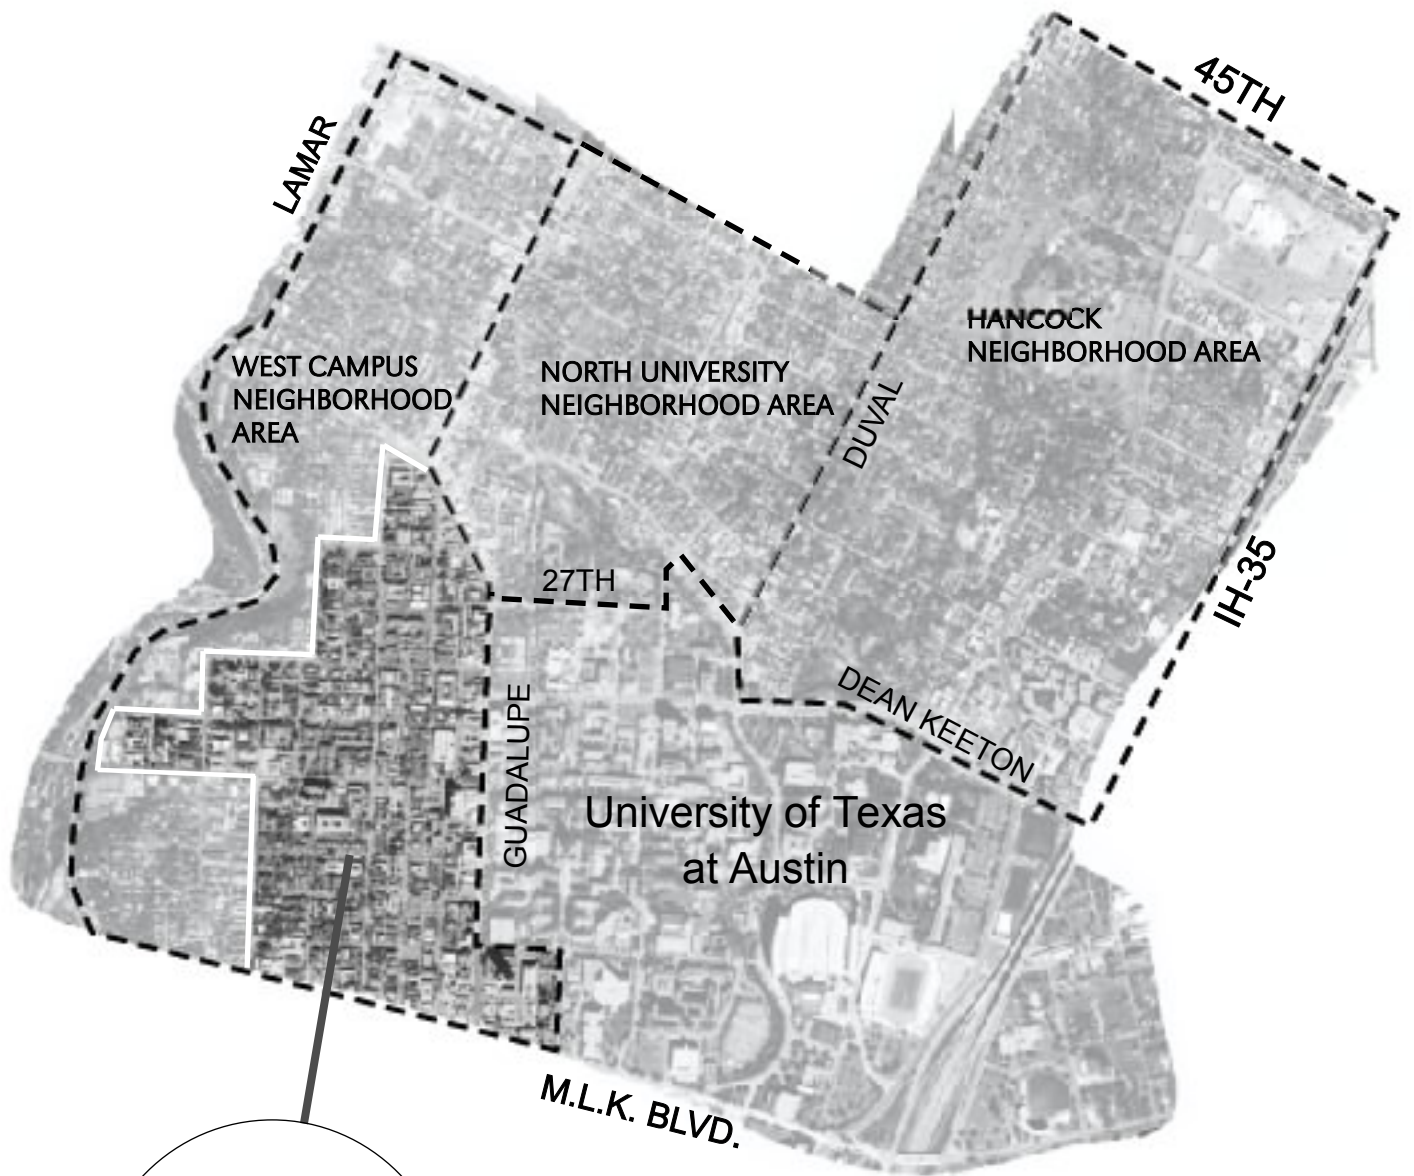 45TH
LAMAR
HANCOCK
NEIGHBORHOOD AREA
WEST CAMPUS
NEIGHBORHOOD
AREA
NORTH UNIVERSITY
NEIGHBORHOOD AREA
DUVAL
27TH
IH-35
DEAN KEETON
GUADALUPE
University of Texas
at Austin
M.L.K. BLVD.